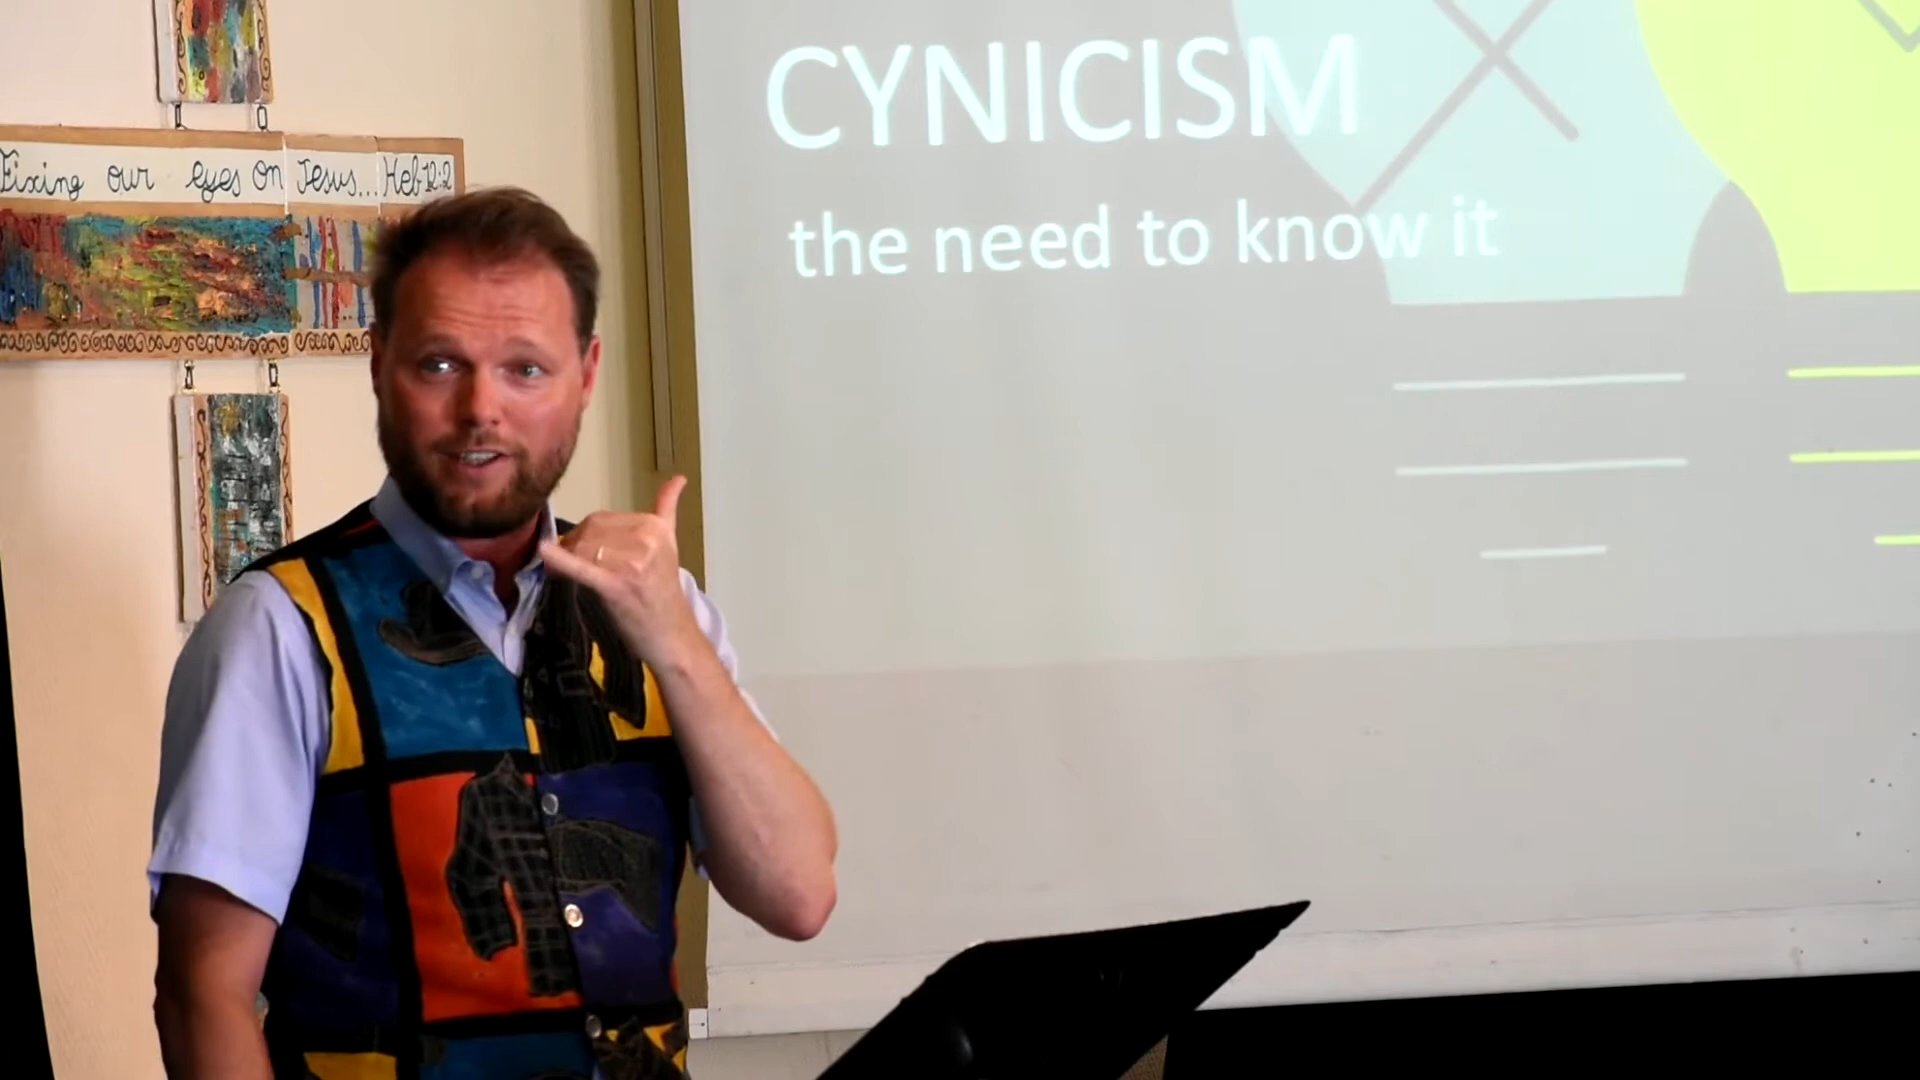 Fixing our eyes on Jesus... Heb 12:2
CYNICISM
the need to know it